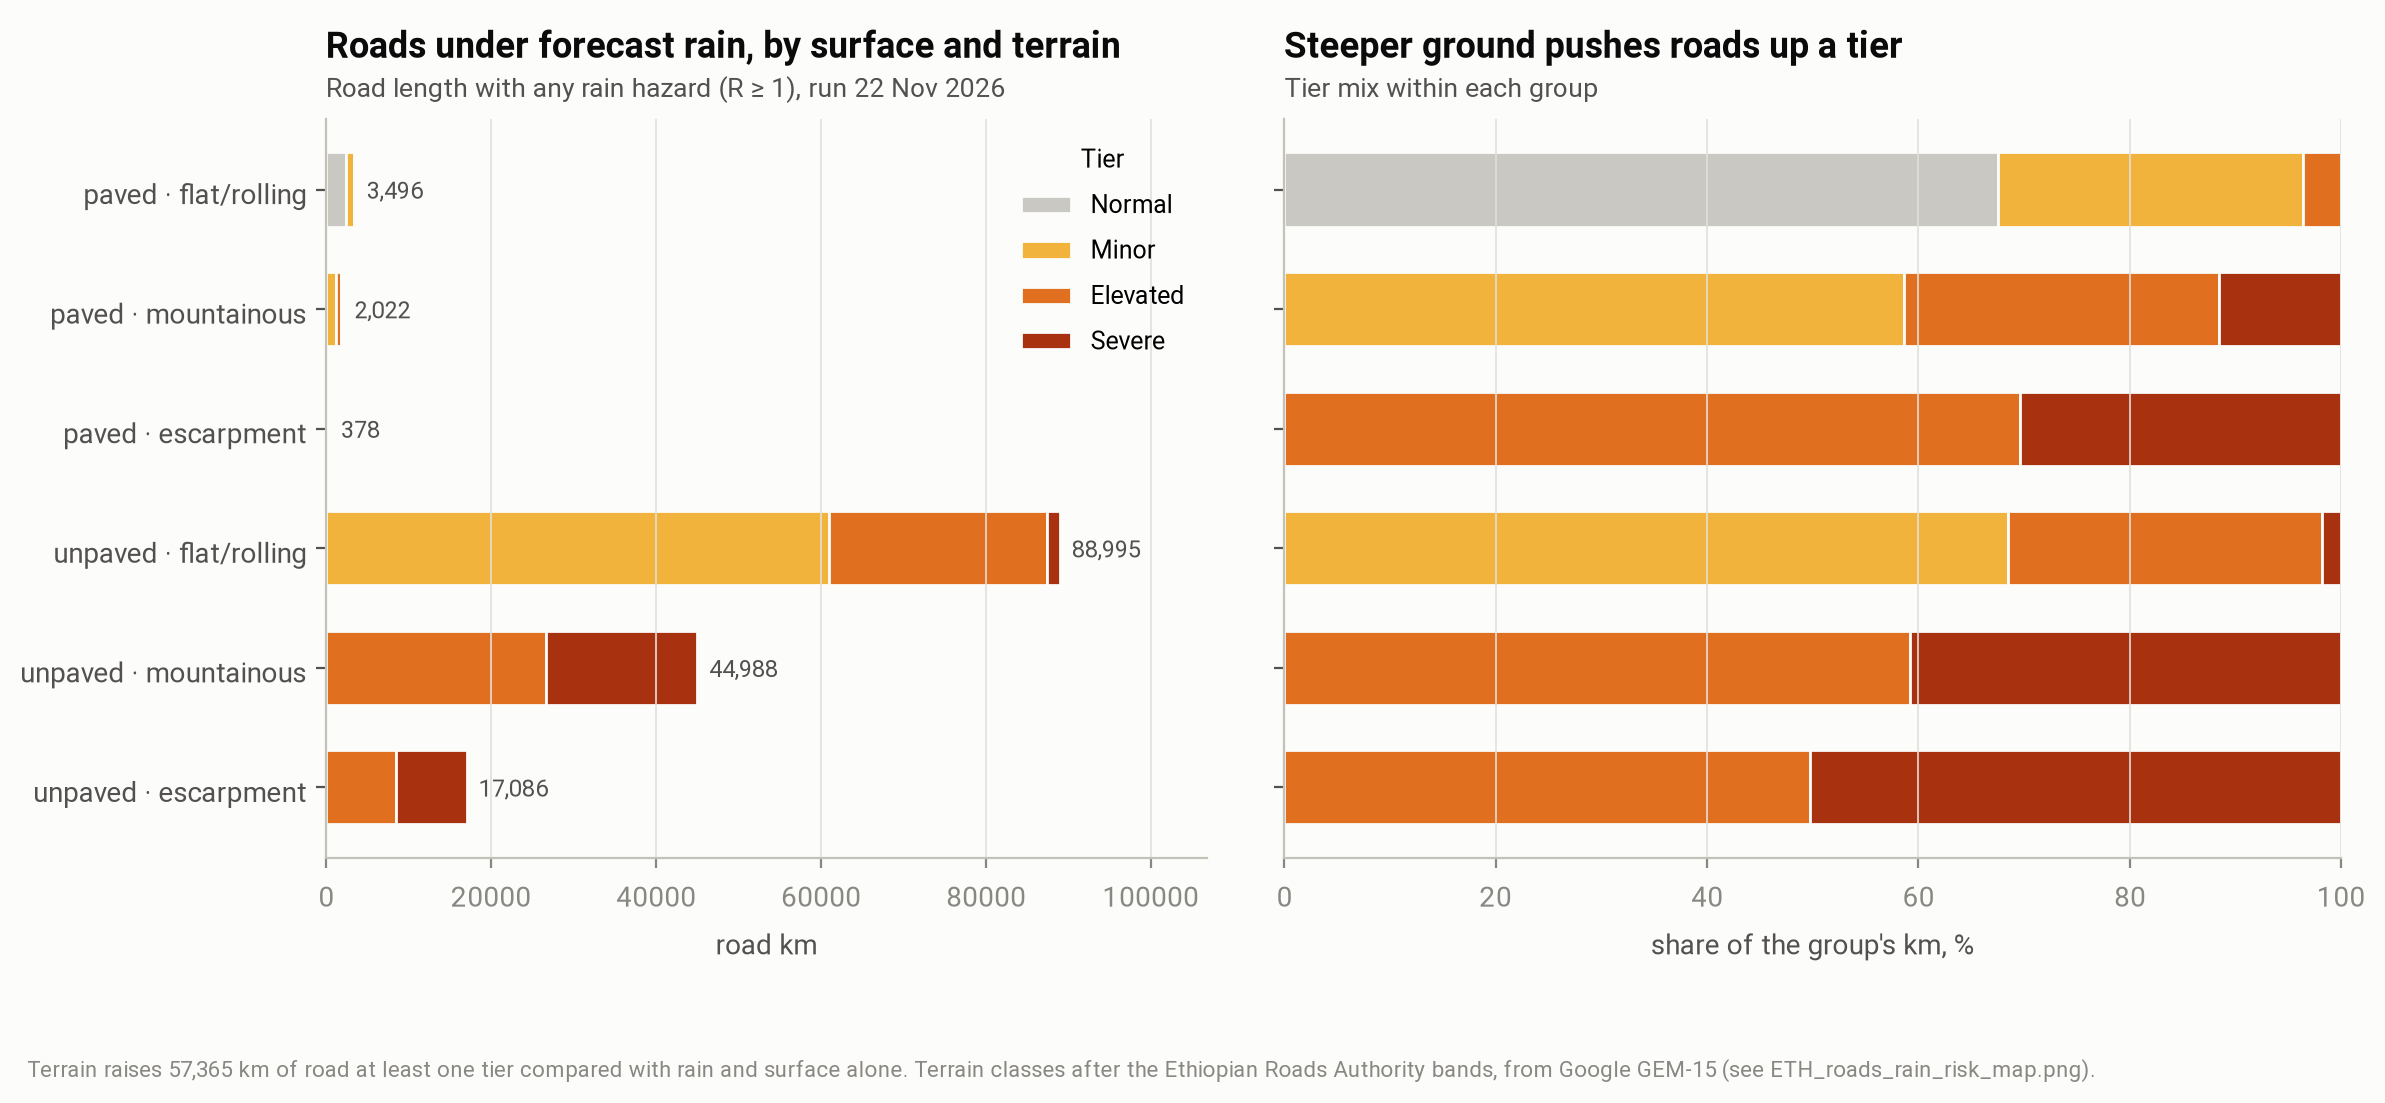 Roads under forecast rain, by surface and terrain
Road length with any rain hazard (R ≥ 1), run 22 Nov 2026
Tier
Normal
Minor
Elevated
Severe
paved · flat/rolling
3,496
paved · mountainous
2,022
paved · escarpment
378
unpaved · flat/rolling
88,995
unpaved · mountainous
44,988
unpaved · escarpment
17,086
0 20000 40000 60000 80000 100000
road km
Steeper ground pushes roads up a tier
Tier mix within each group
0 20 40 60 80 100
share of the group's km, %
Terrain raises 57,365 km of road at least one tier compared with rain and surface alone. Terrain classes after the Ethiopian Roads Authority bands, from Google GEM-15 (see ETH_roads_rain_risk_map.png).